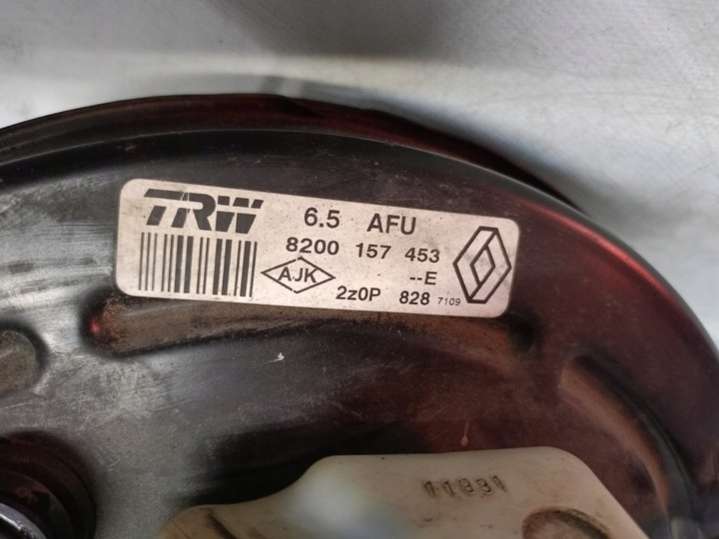 TRW 6.5 AFU
8200 157 453
AJK --E
2z0P 828 7109
11931